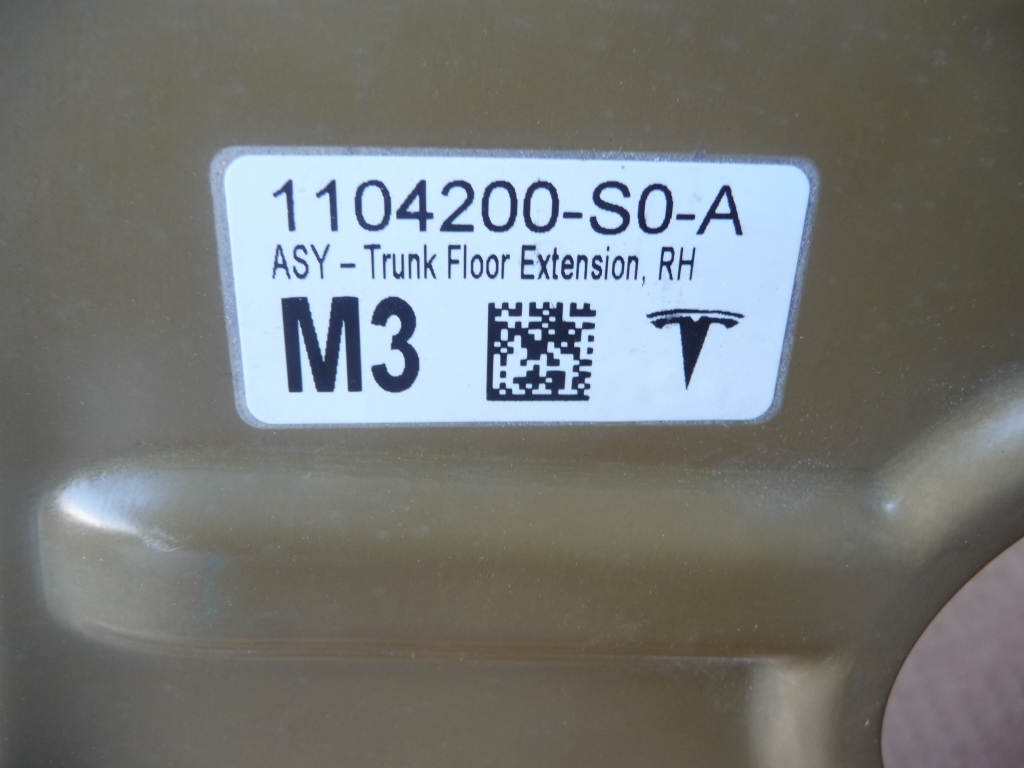 1104200-S0-A
ASY – Trunk Floor Extension, RH
M3